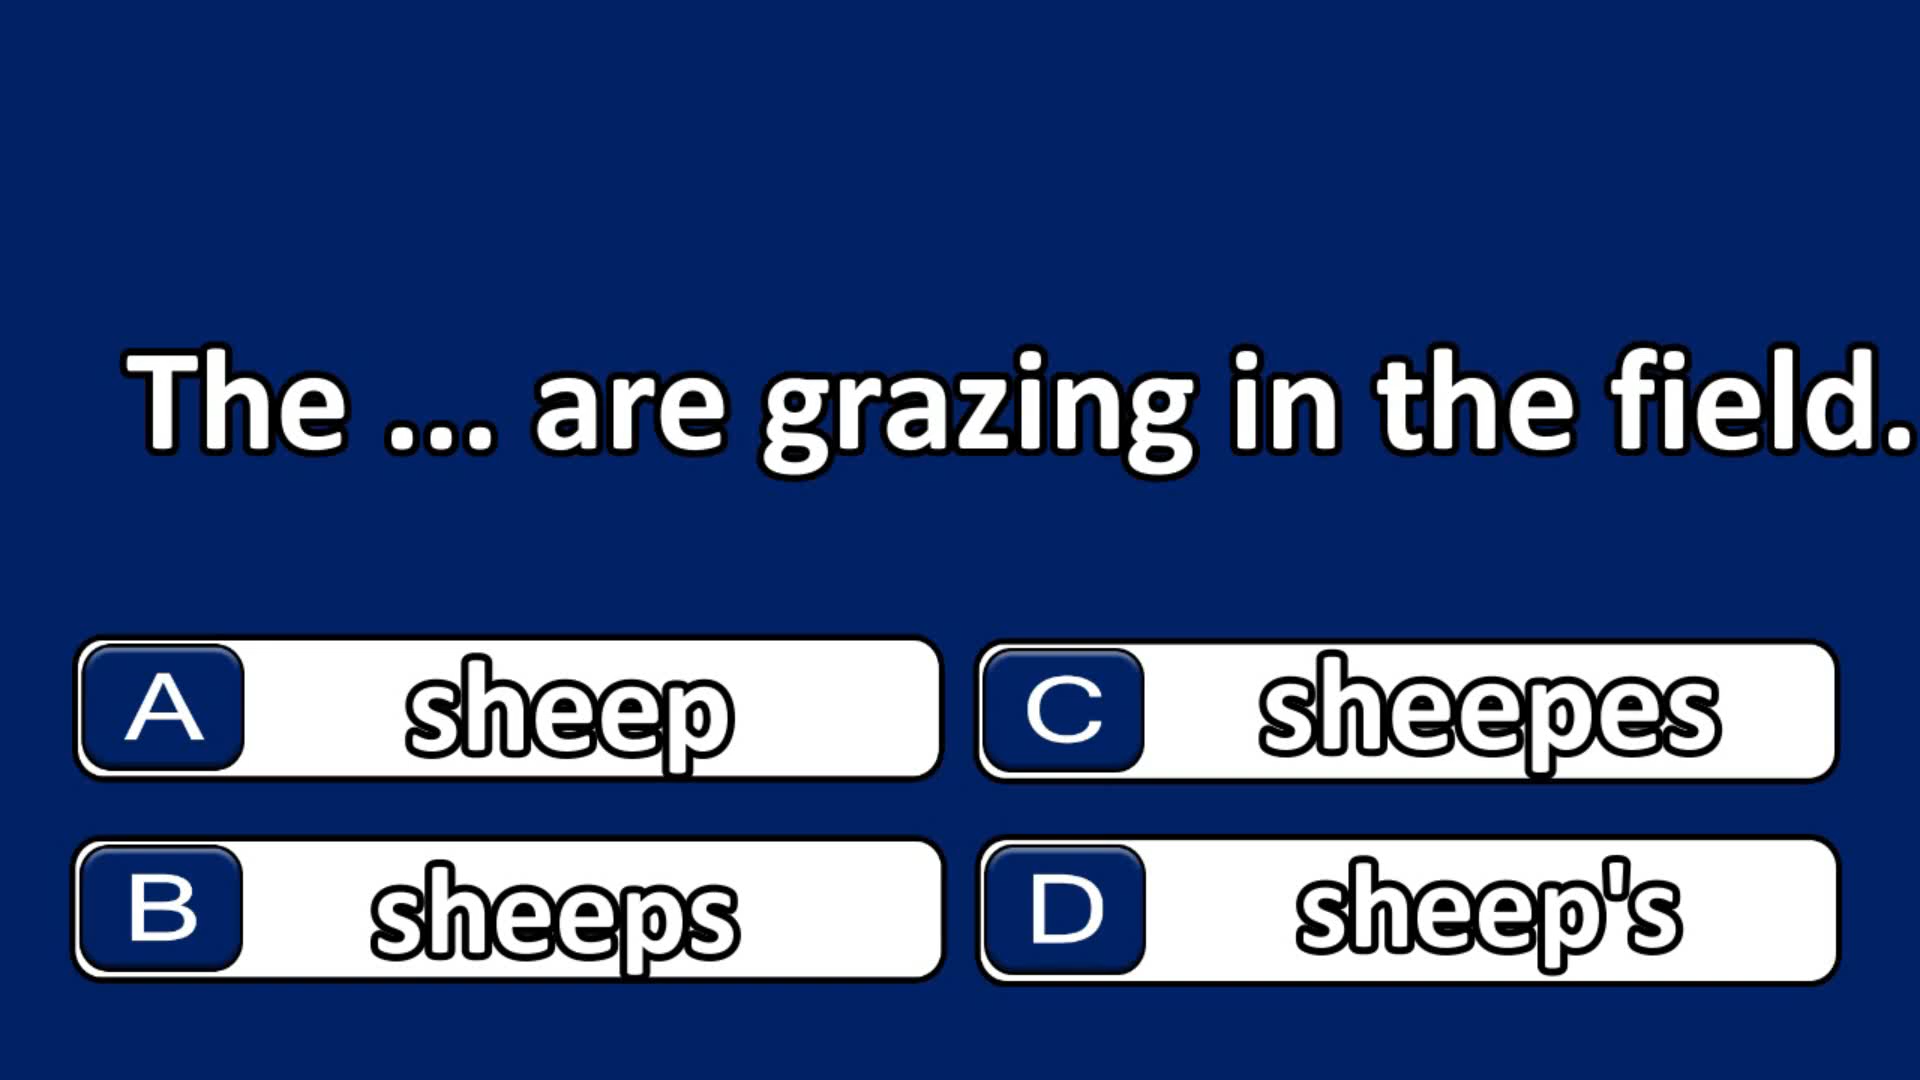 The ... are grazing in the field.
A sheep
C sheepes
B sheeps
D sheep's